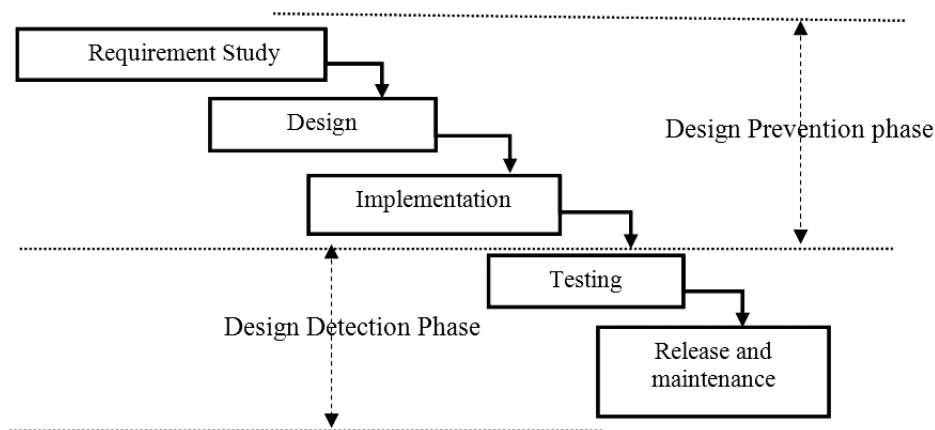 Requirement Study
Design
Design Prevention phase
Implementation
Testing
Design Detection Phase
Release and
maintenance